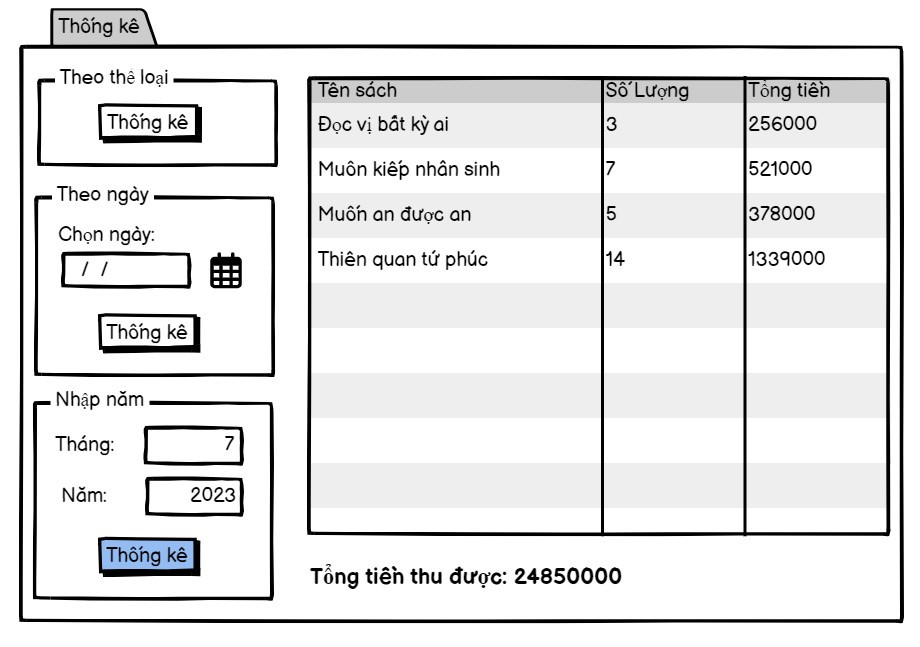 Thống kê
Theo thể loại
Thống kê
Theo ngày
Chọn ngày:
/ /
Thống kê
Nhập năm
Tháng: 7
Năm: 2023
Thống kê
Tên sách Số Lượng Tổng tiền
Đọc vị bất kỳ ai 3 256000
Muôn kiếp nhân sinh 7 521000
Muốn an được an 5 378000
Thiên quan tứ phúc 14 1339000
Tổng tiền thu được: 24850000